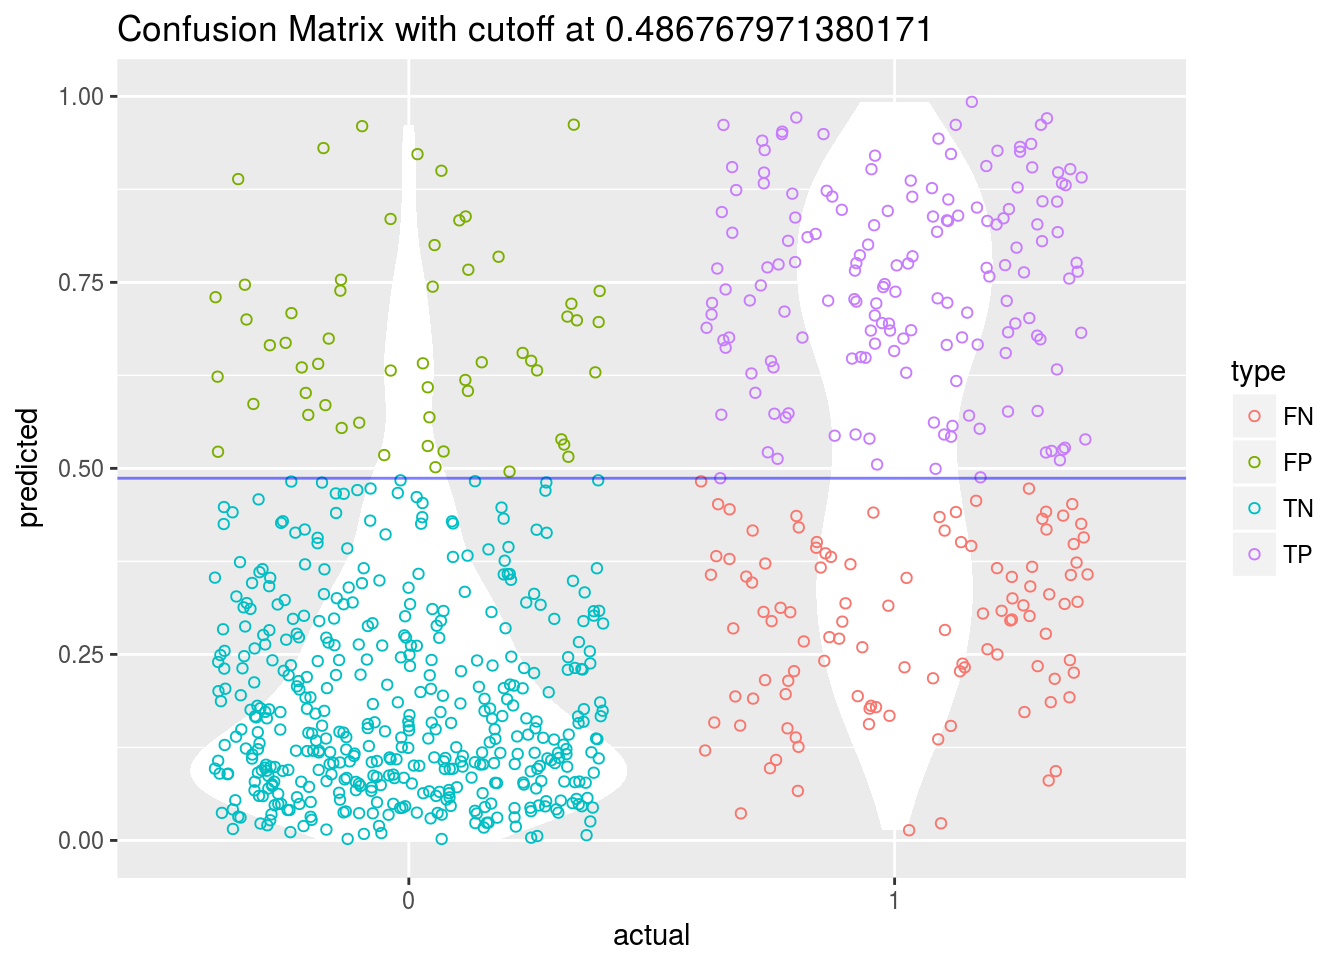 Confusion Matrix with cutoff at 0.486767971380171
1.00
0.75
0.50
0.25
0.00
predicted
0
1
actual
type
FN
FP
TN
TP